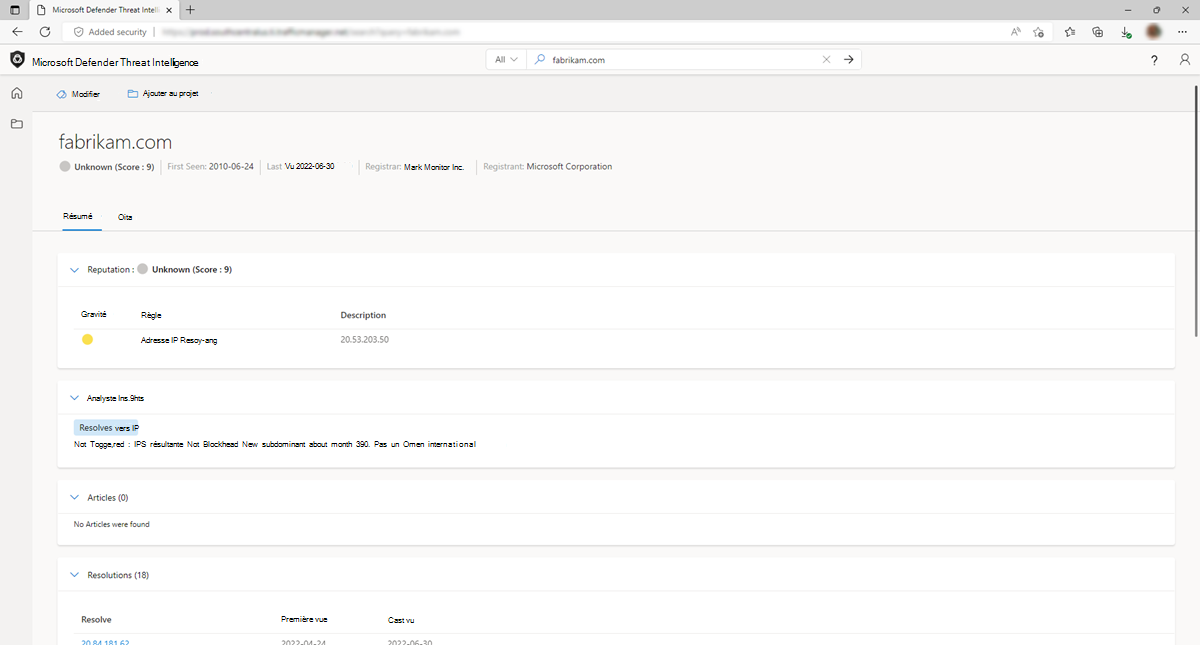 Microsoft Defender Threat Intelli
Added security
Microsoft Defender Threat Intelligence
All
fabrikam.com
?
Modifier
Ajouter au projet
fabrikam.com
Unknown (Score : 9)
First Seen: 2010-06-24
Last Vu 2022-06-30
Registrar: Mark Monitor Inc.
Registrant: Microsoft Corporation
Résumé
Oita
Reputation : Unknown (Score : 9)
Gravité Règle Description
Adresse IP Resoy-ang 20.53.203.50
Analyste Ins.9hts
Resolves vers IP
Not Togge,red : IPS résultante Not Blockhead New subdominant about month 390. Pas un Omen international
Articles (0)
No Articles were found
Resolutions (18)
Resolve Première vue Cast vu
20.84.181.62 2022-04-24 2022-06-30